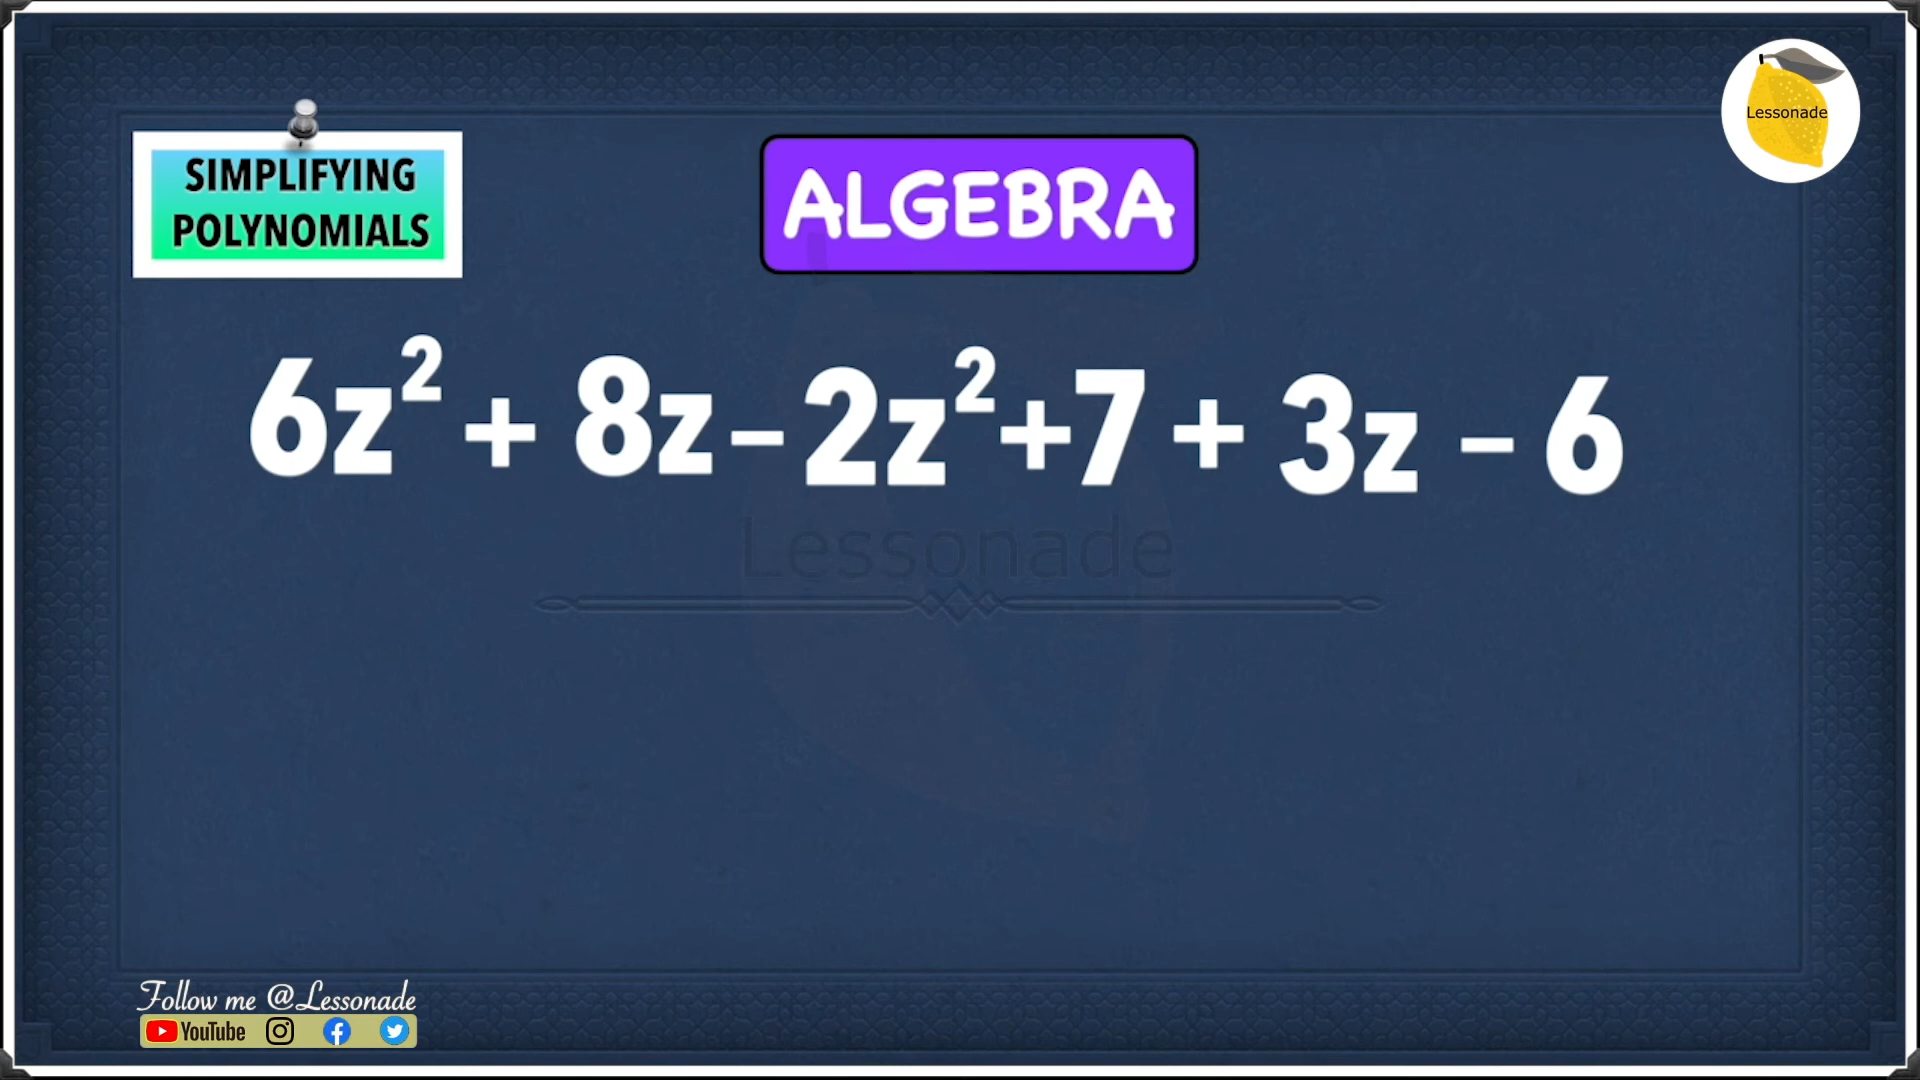 Lessonade
SIMPLIFYING
POLYNOMIALS
ALGEBRA
6z² + 8z – 2z² + 7 + 3z – 6
Lessonade
Follow me @Lessonade
YouTube